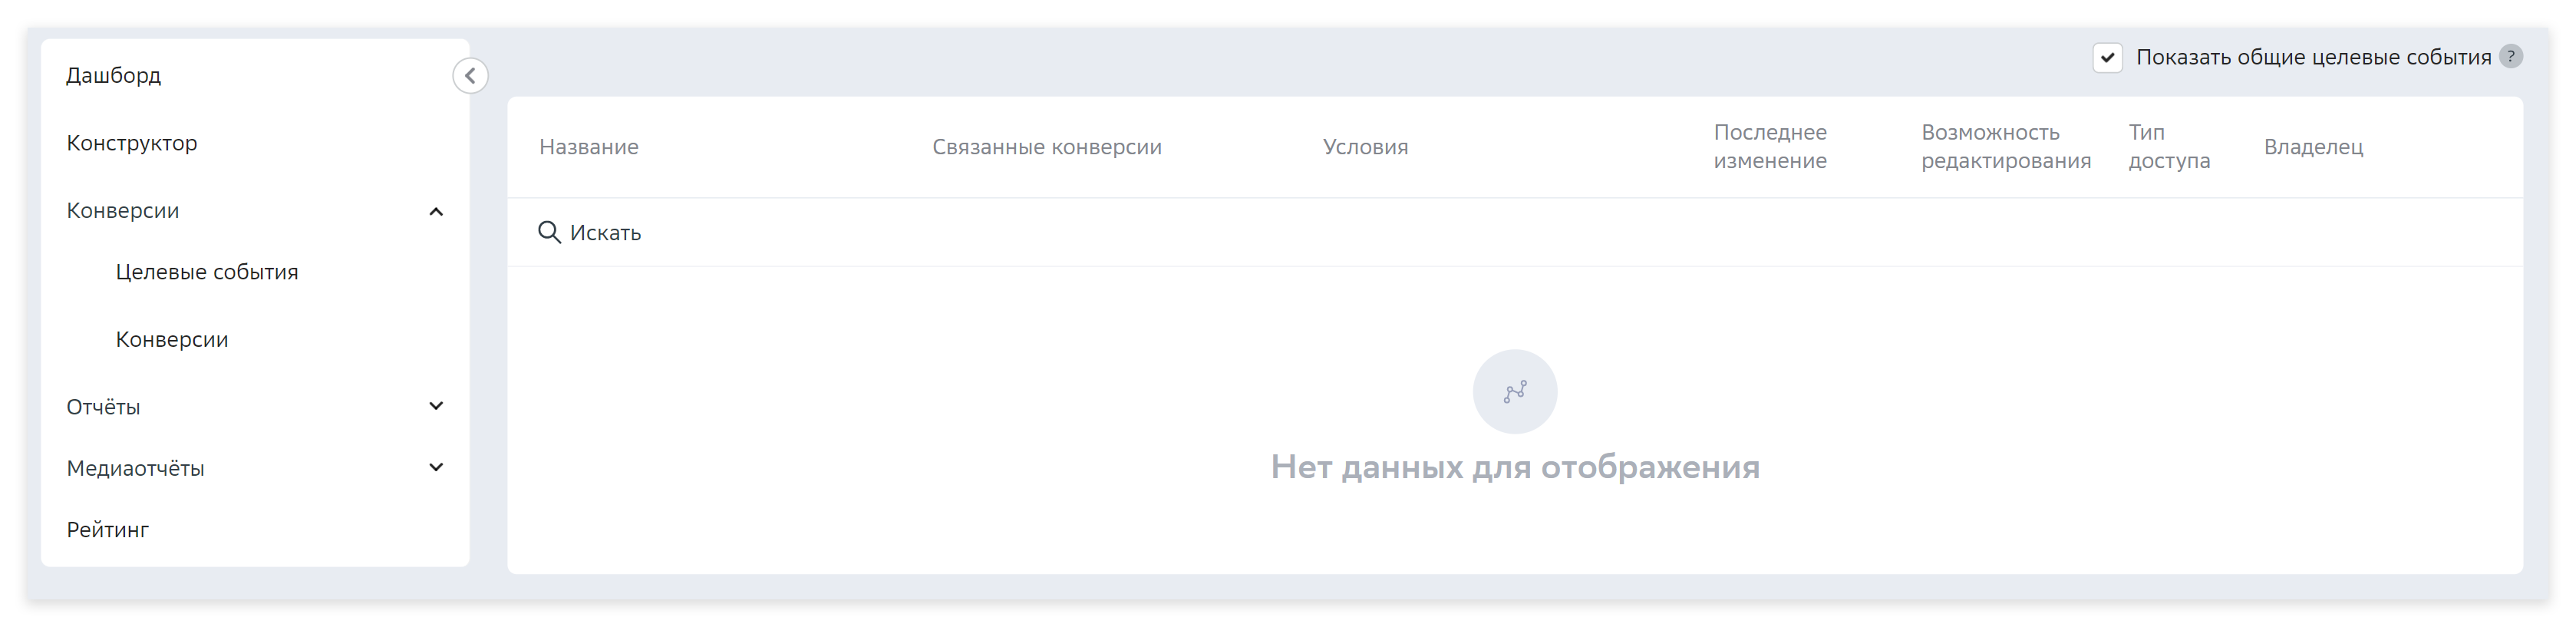 Дашборд
Конструктор
Конверсии
Целевые события
Конверсии
Отчёты
Медиаотчёты
Рейтинг
Показать общие целевые события ?
Название
Связанные конверсии
Условия
Последнее
изменение
Возможность
редактирования
Тип
доступа
Владелец
Искать
Нет данных для отображения